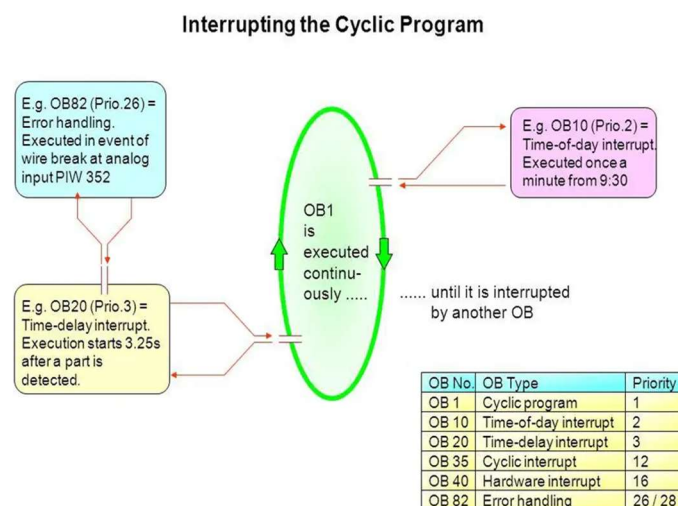 Interrupting the Cyclic Program
E.g. OB82 (Prio.26) =
Error handling.
Executed in event of
wire break at analog
input PIW 352
E.g. OB10 (Prio.2) =
Time-of-day interrupt.
Executed once a
minute from 9:30
OB1
is
executed
continu-
ously .....
...... until it is interrupted
by another OB
E.g. OB20 (Prio.3) =
Time-delay interrupt.
Execution starts 3.25s
after a part is
detected.
OB No. OB Type Priority
OB 1 Cyclic program 1
OB 10 Time-of-day interrupt 2
OB 20 Time-delay interrupt 3
OB 35 Cyclic interrupt 12
OB 40 Hardware interrupt 16
OB 82 Error handling 26 / 28